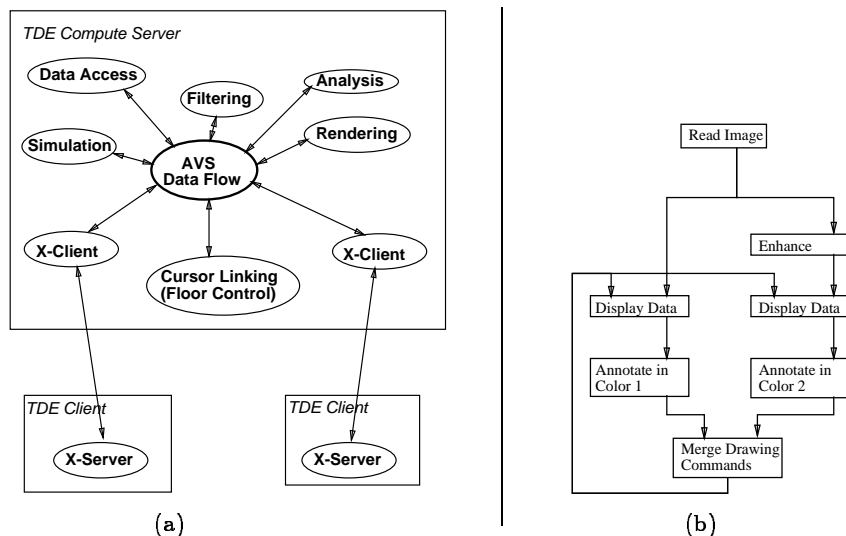 TDE Compute Server
Data Access
Filtering
Analysis
Simulation
AVS
Data Flow
Rendering
X-Client
Cursor Linking
(Floor Control)
X-Client
TDE Client
X-Server
TDE Client
X-Server
(a)
Read Image
Enhance
Display Data
Display Data
Annotate in
Color 1
Annotate in
Color 2
Merge Drawing
Commands
(b)